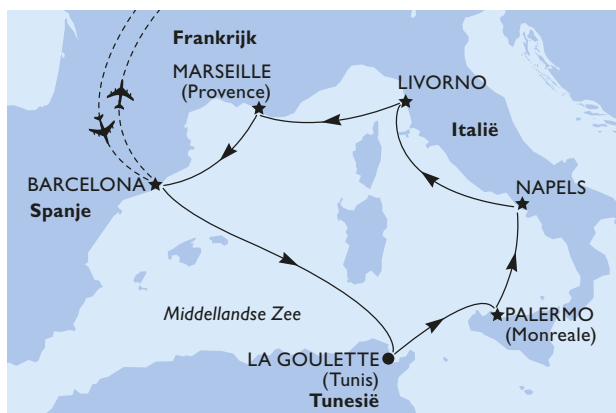 Frankrijk
MARSEILLE
(Provence)
LIVORNO
Italië
BARCELONA
Spanje
NAPELS
Middellandse Zee
PALERMO
(Monreale)
LA GOULETTE
(Tunis)
Tunesië